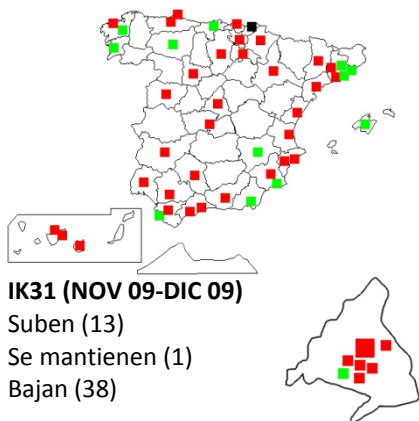 IK31 (NOV 09-DIC 09)
Suben (13)
Se mantienen (1)
Bajan (38)